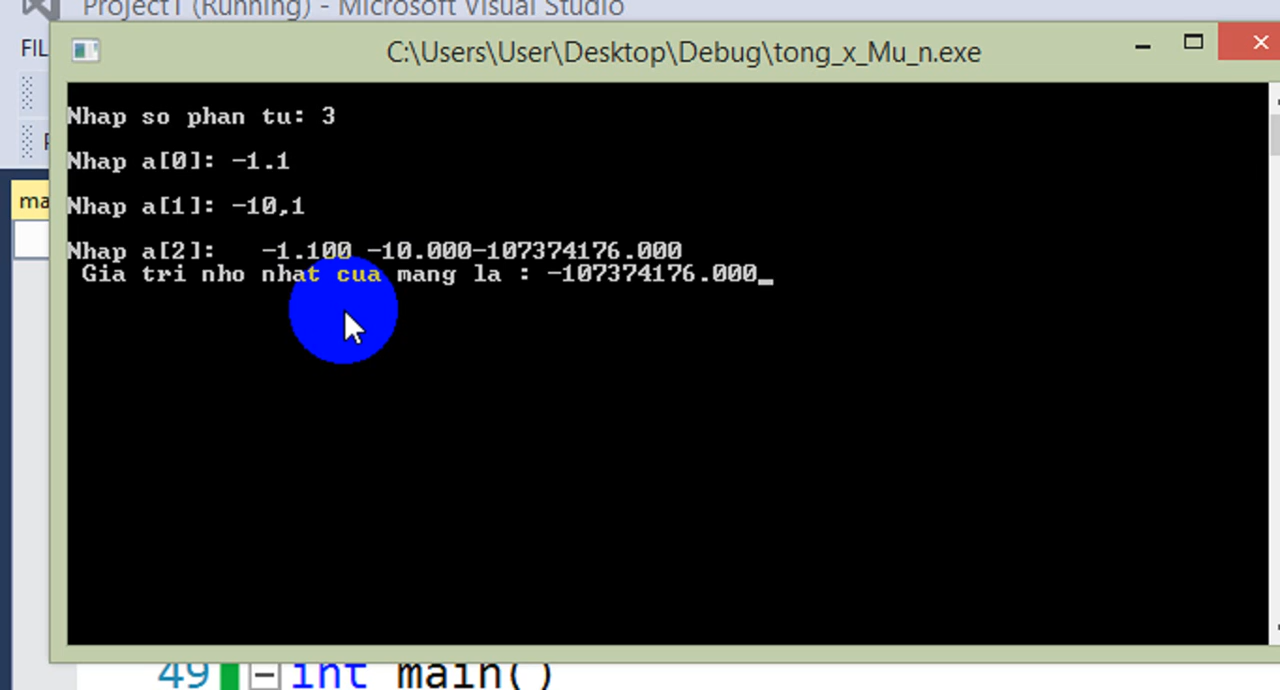 Project1 (Running) - Microsoft Visual Studio
FIL
C:\Users\User\Desktop\Debug\tong_x_Mu_n.exe
Nhap so phan tu: 3
Nhap a[0]: -1.1
ma
Nhap a[1]: -10,1
Nhap a[2]:   -1.100 -10.000-107374176.000
Gia tri nho nhat cua mang la : -107374176.000_
49 int main()